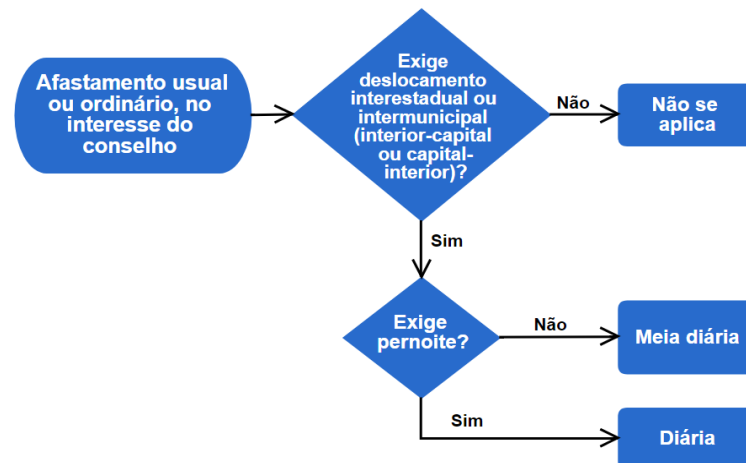 Afastamento usual
ou ordinário, no
interesse do
conselho
Exige
deslocamento
interestadual ou
intermunicipal
(interior-capital
ou capital-
interior)?
Não
Não se
aplica
Sim
Exige
pernoite?
Não
Meia diária
Sim
Diária